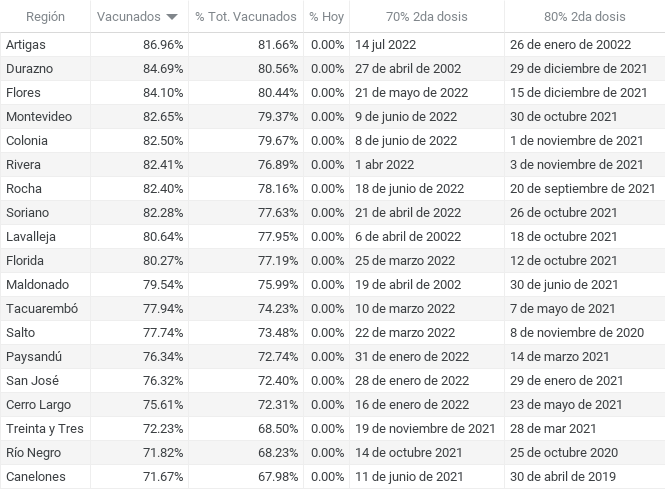 Región Vacunados % Tot. Vacunados % Hoy 70% 2da dosis 80% 2da dosis
Artigas 86.96% 81.66% 0.00% 14 jul 2022 26 de enero de 20022
Durazno 84.69% 80.56% 0.00% 27 de abril de 2002 29 de diciembre de 2021
Flores 84.10% 80.44% 0.00% 21 de mayo de 2022 15 de diciembre de 2021
Montevideo 82.65% 79.37% 0.00% 9 de junio de 2022 30 de octubre 2021
Colonia 82.50% 79.67% 0.00% 8 de junio de 2022 1 de noviembre de 2021
Rivera 82.41% 76.89% 0.00% 1 abr 2022 3 de noviembre de 2021
Rocha 82.40% 78.16% 0.00% 18 de junio de 2022 20 de septiembre de 2021
Soriano 82.28% 77.63% 0.00% 21 de abril de 2022 26 de octubre 2021
Lavalleja 80.64% 77.95% 0.00% 6 de abril de 20022 18 de octubre 2021
Florida 80.27% 77.19% 0.00% 25 de marzo 2022 12 de octubre 2021
Maldonado 79.54% 75.99% 0.00% 19 de abril de 2002 30 de junio de 2021
Tacuarembó 77.94% 74.23% 0.00% 10 de marzo 2022 7 de mayo de 2021
Salto 77.74% 73.48% 0.00% 22 de marzo 2022 8 de noviembre de 2020
Paysandú 76.34% 72.74% 0.00% 31 de enero de 2022 14 de marzo 2021
San José 76.32% 72.40% 0.00% 28 de enero de 2022 29 de enero de 2021
Cerro Largo 75.61% 72.31% 0.00% 16 de enero de 2022 23 de mayo de 2021
Treinta y Tres 72.23% 68.50% 0.00% 19 de noviembre de 2021 28 de mar 2021
Río Negro 71.82% 68.23% 0.00% 14 de octubre 2021 25 de octubre 2020
Canelones 71.67% 67.98% 0.00% 11 de junio de 2021 30 de abril de 2019